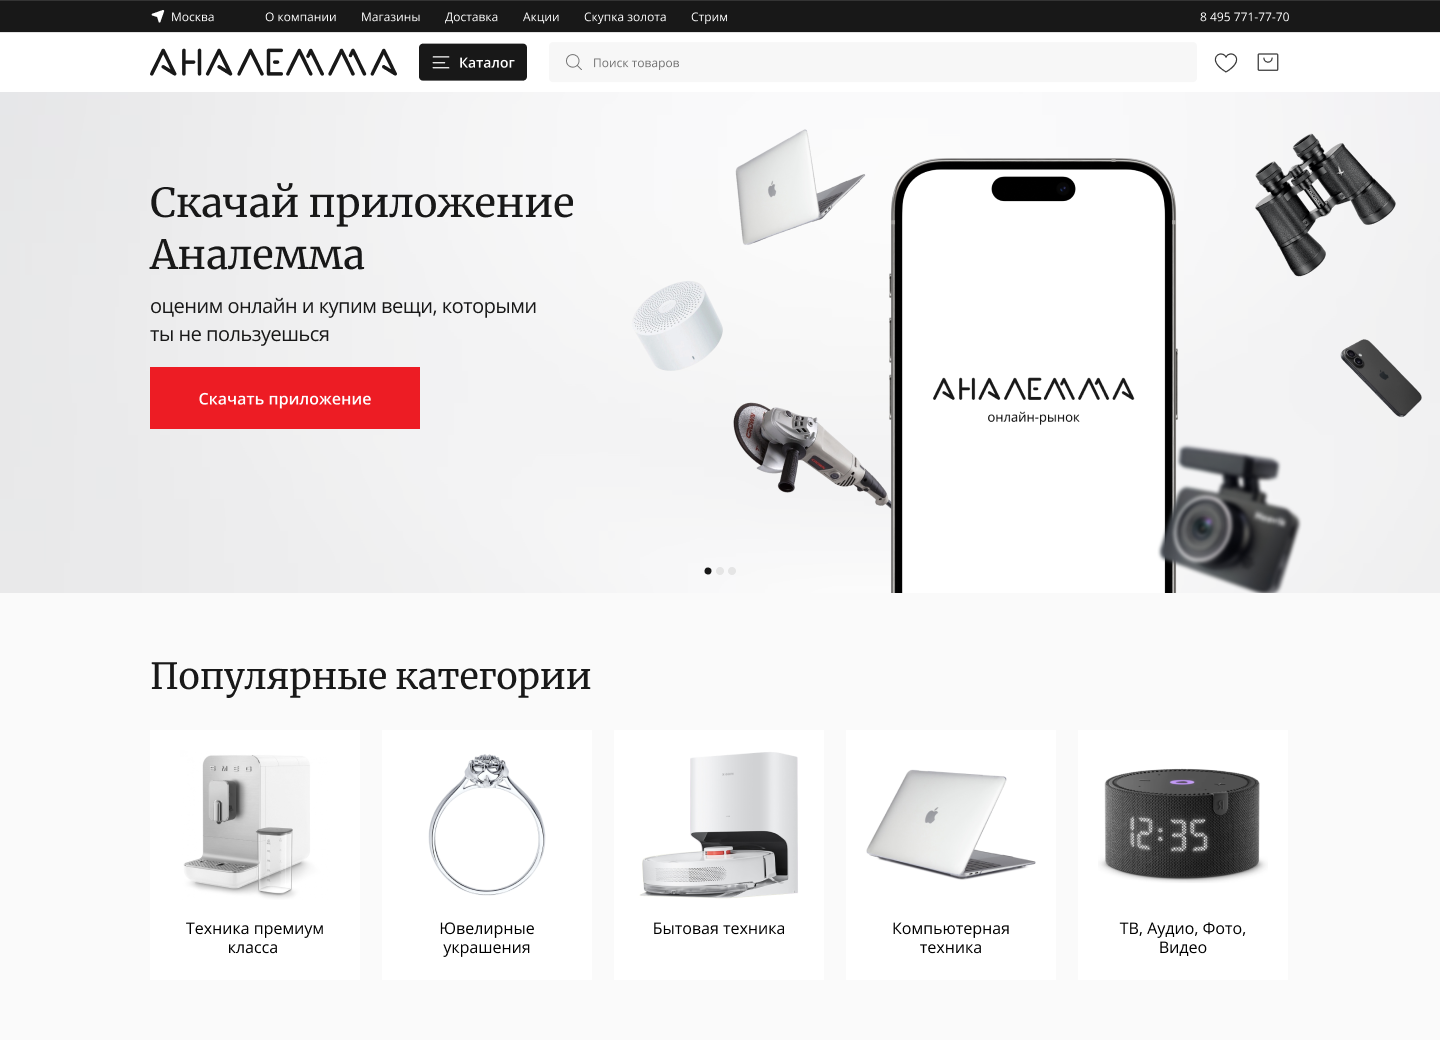 Москва О компании Магазины Доставка Акции Скупка золота Стрим 8 495 771-77-70
АНАЛЕММА Каталог Поиск товаров
Скачай приложение
Аналемма
оценим онлайн и купим вещи, которыми
ты не пользуешься
Скачать приложение
АНАЛЕММА
онлайн-рынок
Популярные категории
SMEG
12:35
Техника премиум
класса
Ювелирные
украшения
Бытовая техника
Компьютерная
техника
ТВ, Аудио, Фото,
Видео